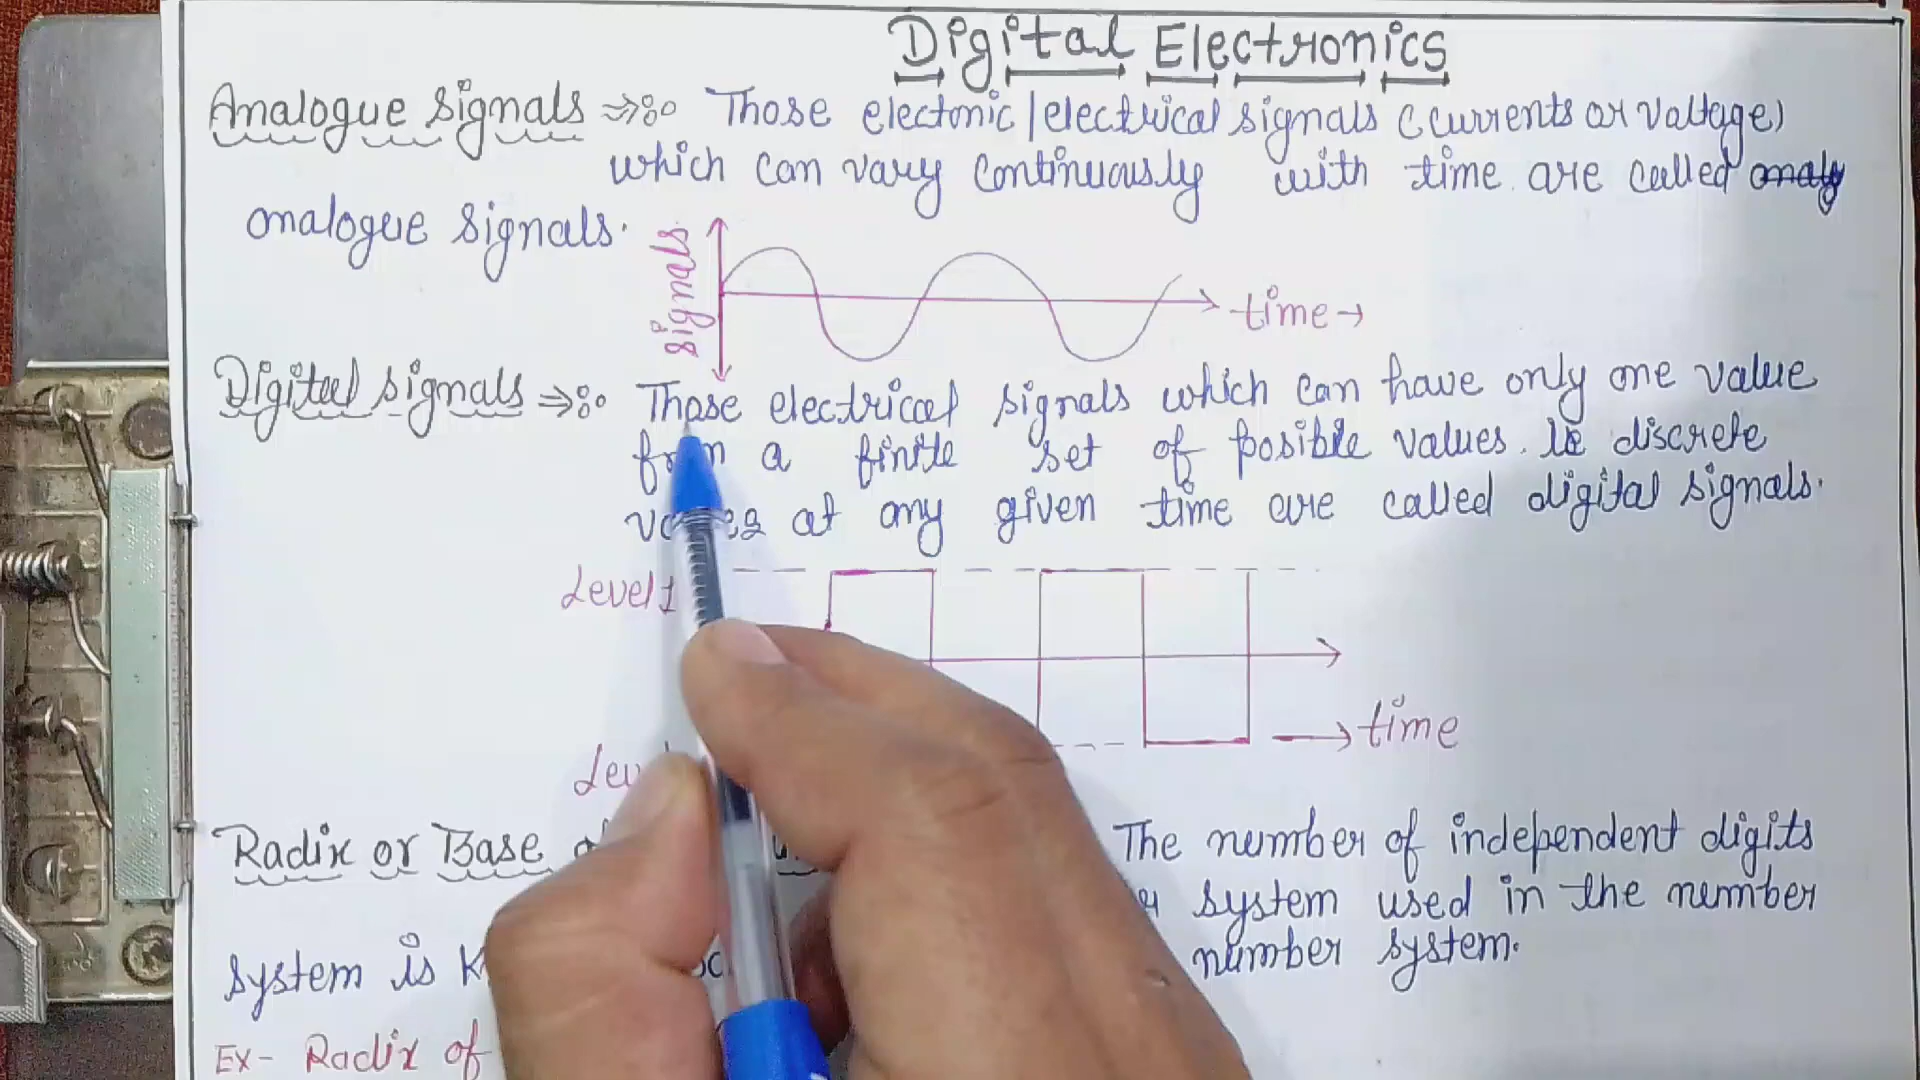 Digital Electronics
Analogue signals ⇒ Those electonic/electrical signals (currents or voltage)
which can vary continuously with time are called
analogue signals.
signals
time →
Digital signals ⇒ Those electrical signals which can have only one value
a finite set of posible values. ie discrete
at any given time are called digital signals.
Level 1
→ time
Radix or Base The number of independent digits
system used in the number
system is number system.
Ex- Radix of